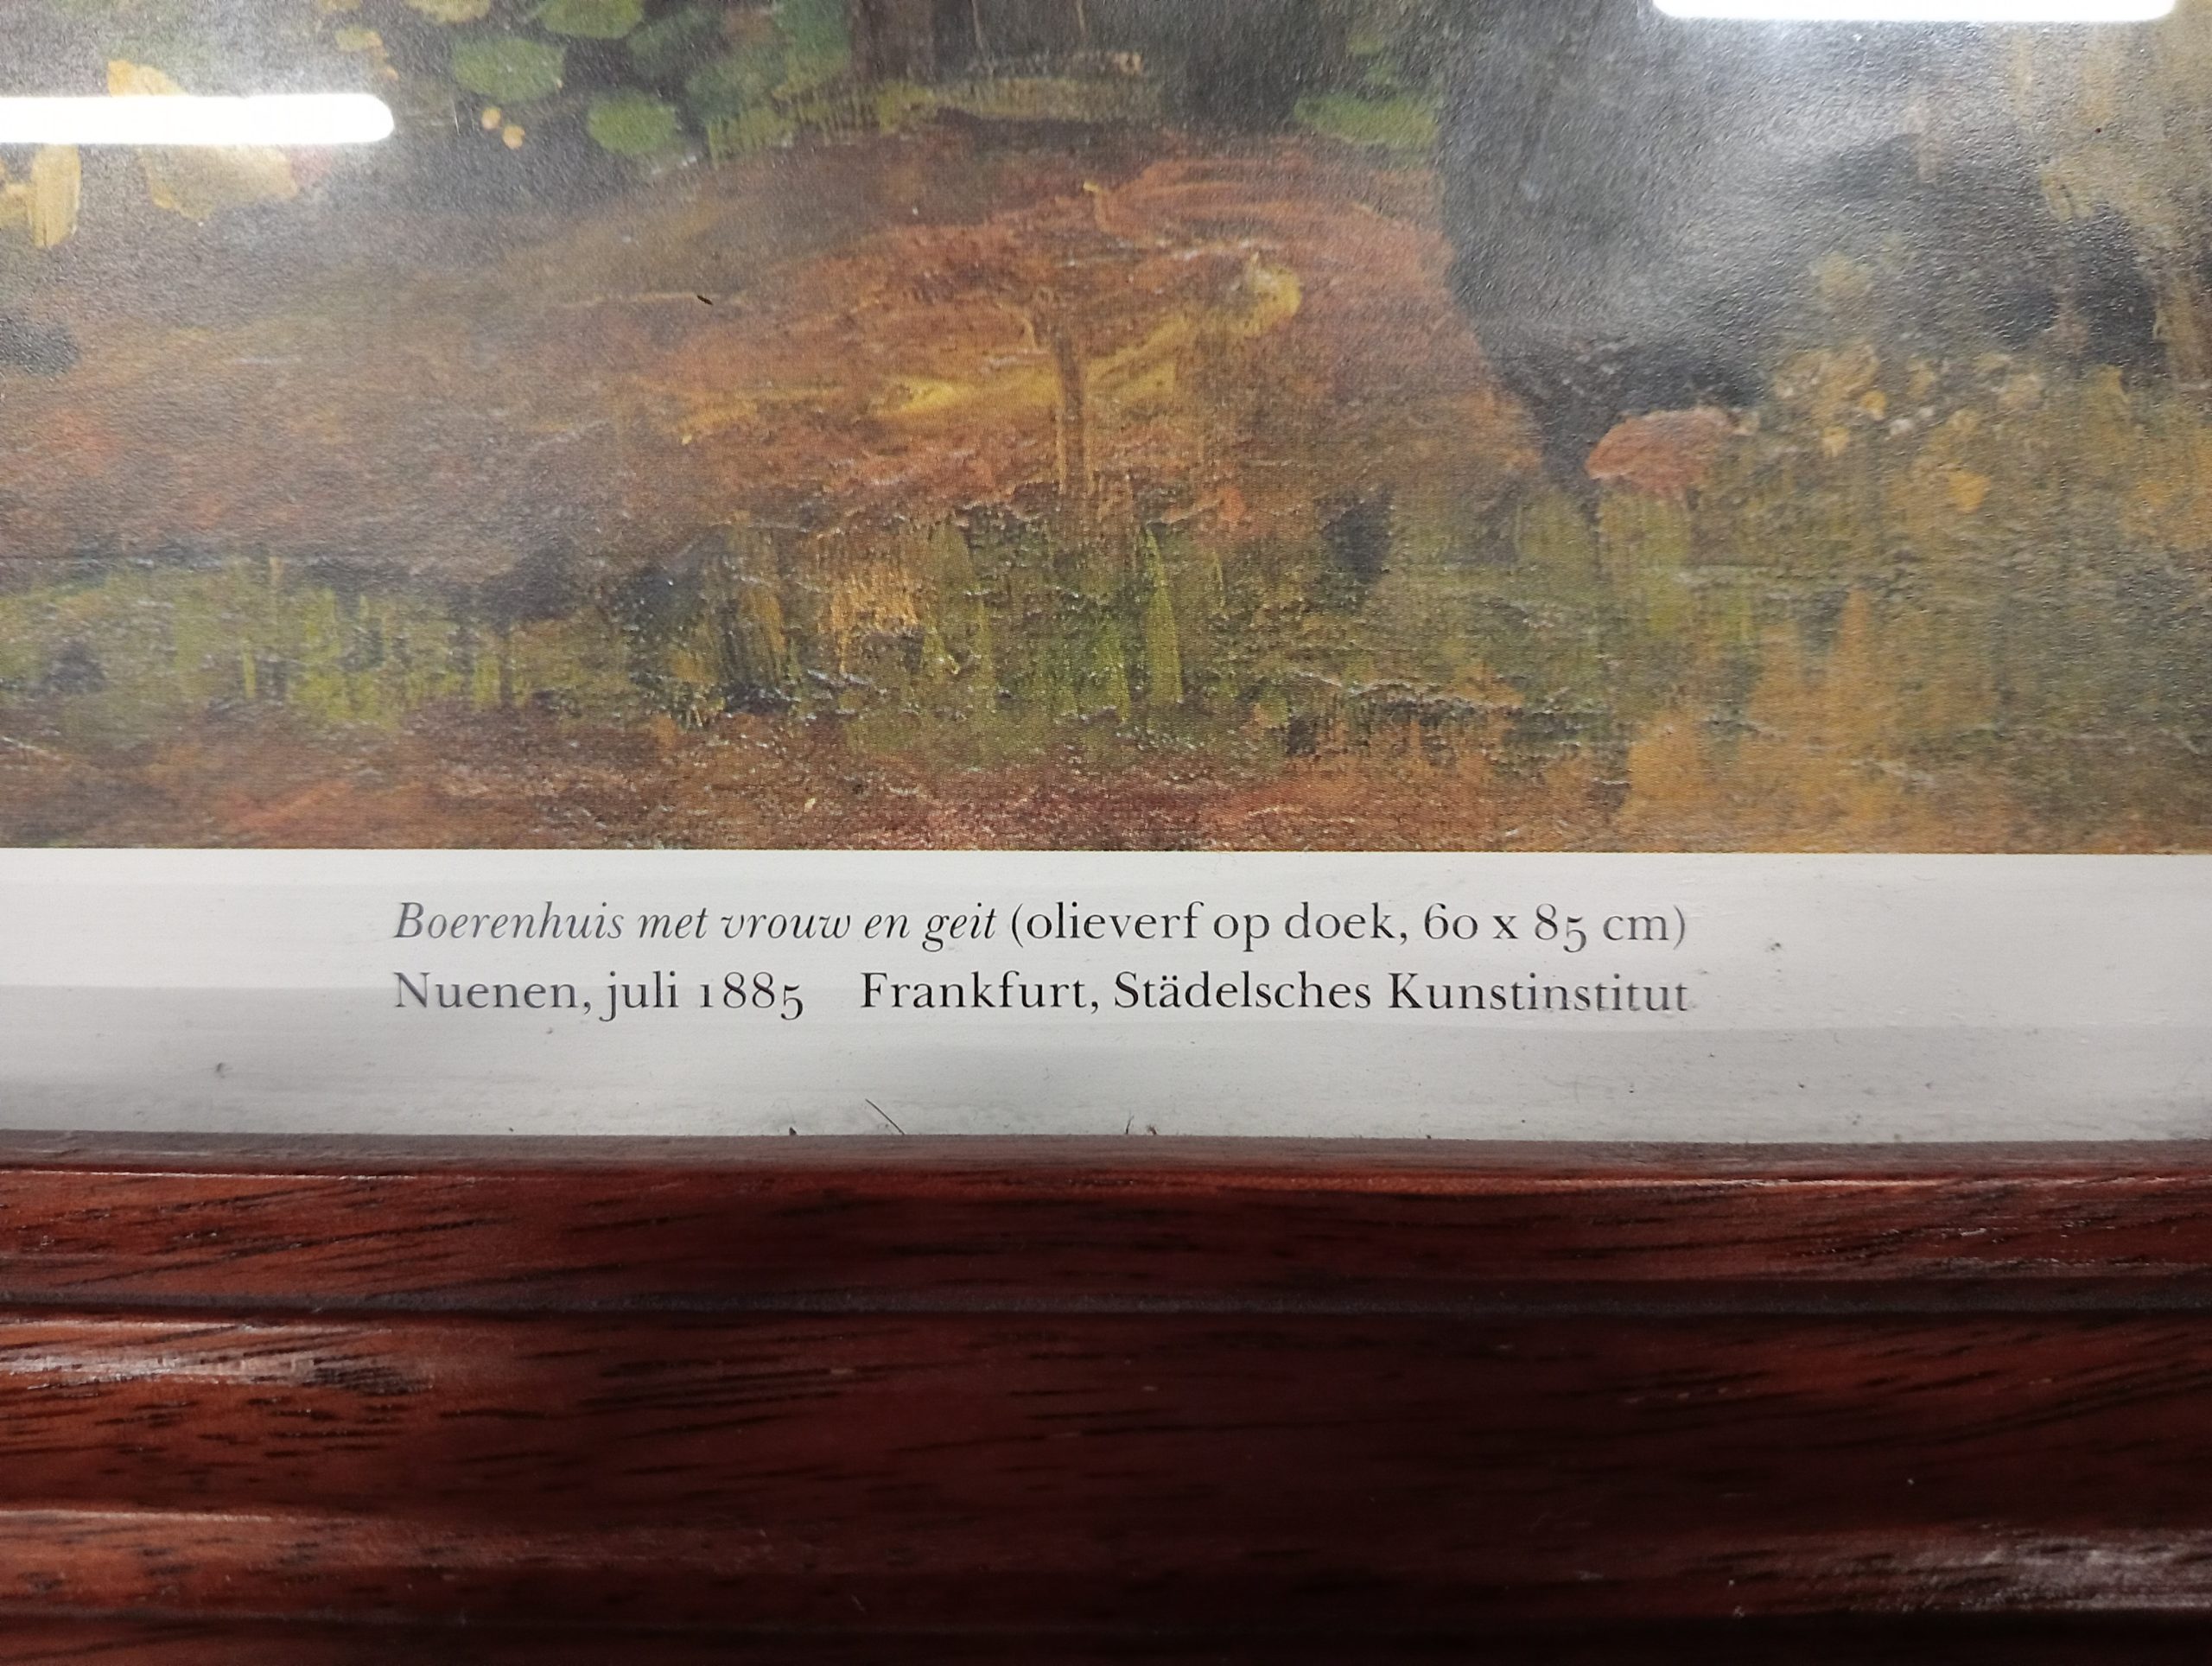 Boerenhuis met vrouw en geit (olieverf op doek, 60 x 85 cm)
Nuenen, juli 1885 Frankfurt, Städelsches Kunstinstitut